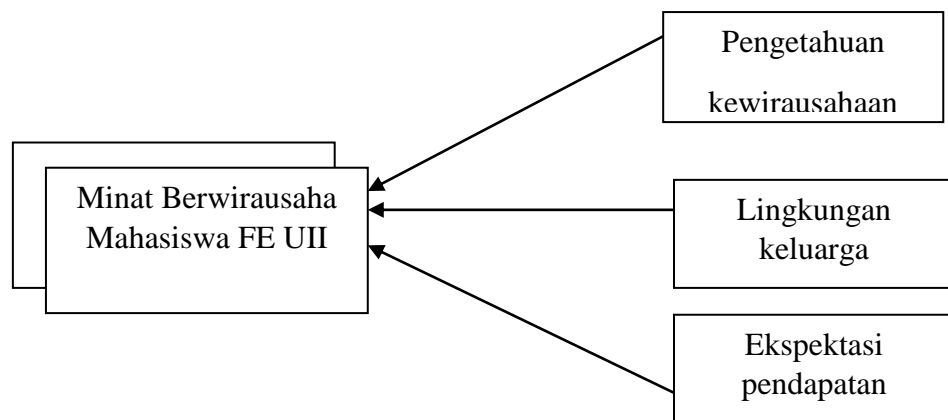 Pengetahuan
kewirausahaan
Minat Berwirausaha
Mahasiswa FE UII
Lingkungan
keluarga
Ekspektasi
pendapatan